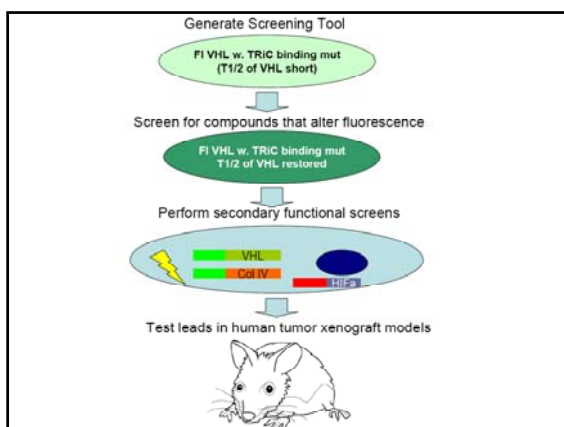 Generate Screening Tool
Fl VHL w. TRiC binding mut
(T1/2 of VHL short)
Screen for compounds that alter fluorescence
Fl VHL w. TRiC binding mut
T1/2 of VHL restored
Perform secondary functional screens
VHL
Col IV
HIFa
Test leads in human tumor xenograft models